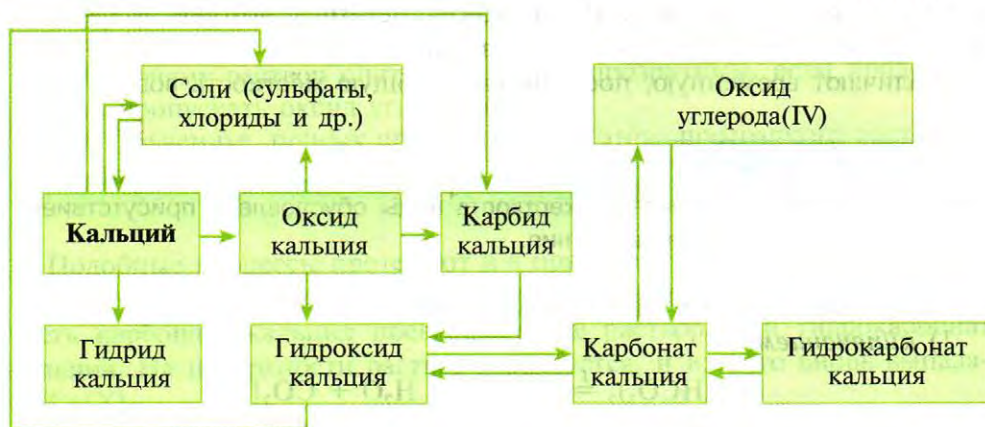 Соли (сульфаты,
хлориды и др.)
Оксид
углерода(IV)
Кальций
Оксид
кальция
Карбид
кальция
Гидрид
кальция
Гидроксид
кальция
Карбонат
кальция
Гидрокарбонат
кальция